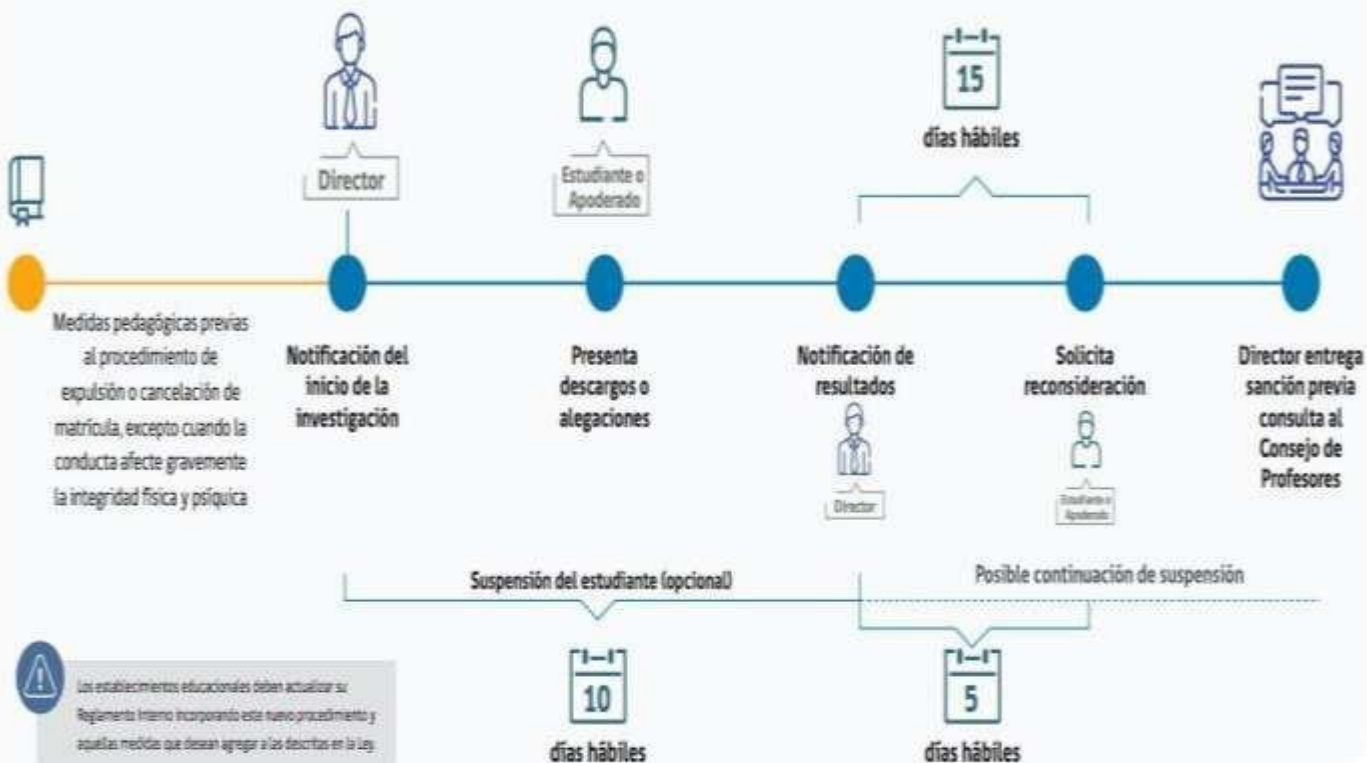 Director
Estudiante o
Apoderado
15
días hábiles
Medidas pedagógicas previas
al procedimiento de
expulsión o cancelación de
matrícula, excepto cuando la
conducta afecte gravemente
la integridad física y psíquica
Notificación del
inicio de la
investigación
Presenta
descargos o
alegaciones
Notificación de
resultados
Director
Solicita
reconsideración
Estudiante o
Apoderado
Director entrega
sanción previa
consulta al
Consejo de
Profesores
Suspensión del estudiante (opcional)
Posible continuación de suspensión
10
días hábiles
5
días hábiles
Los establecimientos educacionales deben actualizar su
Reglamento Interno incorporando este nuevo procedimiento y
aquellas medidas que desean agregar a las descritas en la Ley.